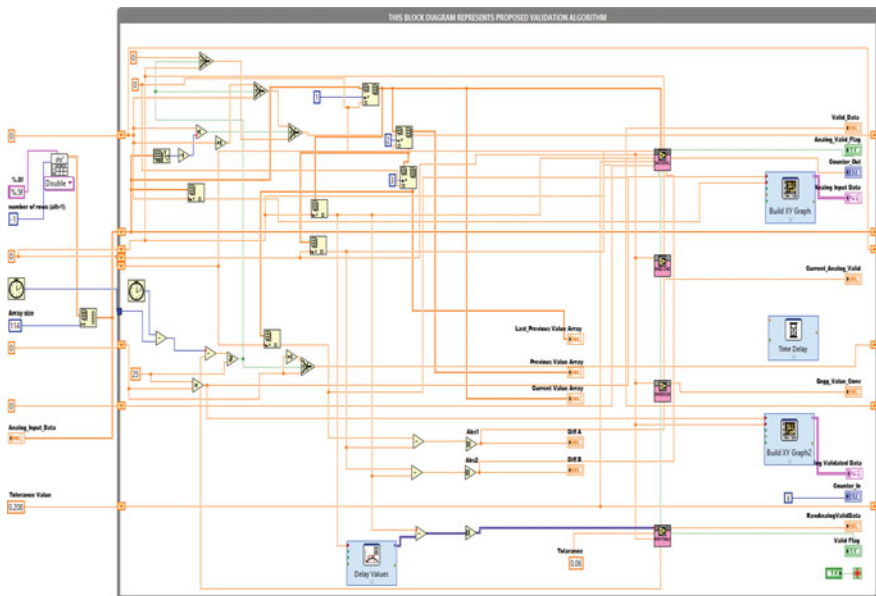 THIS BLOCK DIAGRAM REPRESENTS PROPOSED VALIDATION ALGORITHM
Valid_Data
Analog_Valid_Flag
Counter_Out
Analog Input Data
Build XY Graph
Current_Analog_Valid
Time Delay
Engg_Value_Conv
Build XY Graph2
Validated Data
Counter_In
RawAnalogValidData
Valid Flag
number of rows (all:-1)
Double
Array size
114
Analog_Input_Data
Tolerance Value
0.208
25
Last_Previous Value Array
Previous Value Array
Current Value Array
Abs1
Diff A
Abs2
Diff B
Delay Values
Tolerance
0.06